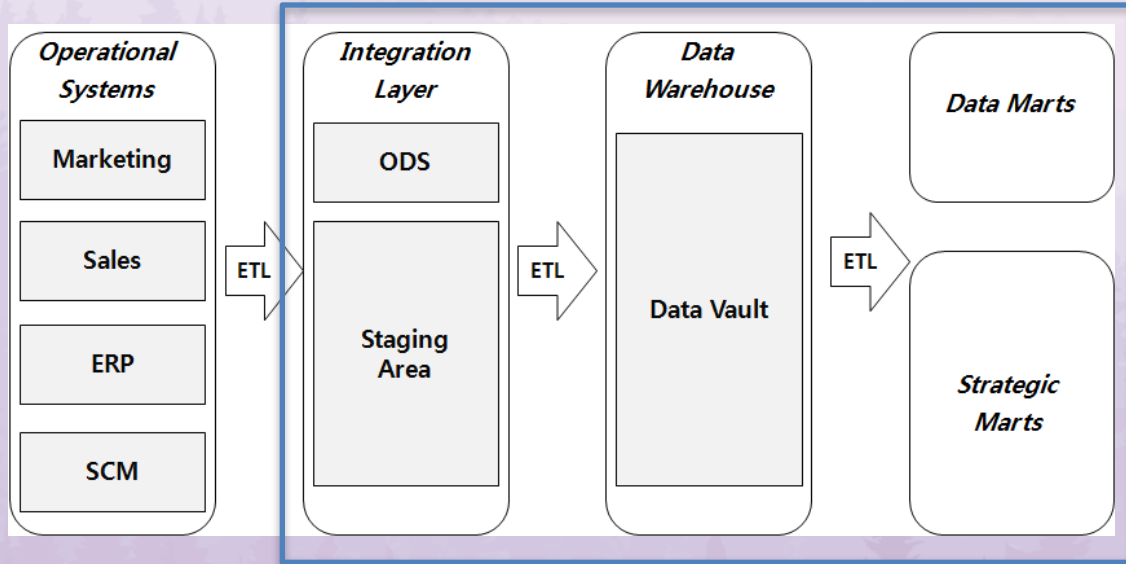 Operational
Systems
Marketing
Sales
ERP
SCM
ETL
Integration
Layer
ODS
Staging
Area
ETL
Data
Warehouse
Data Vault
ETL
Data Marts
Strategic
Marts